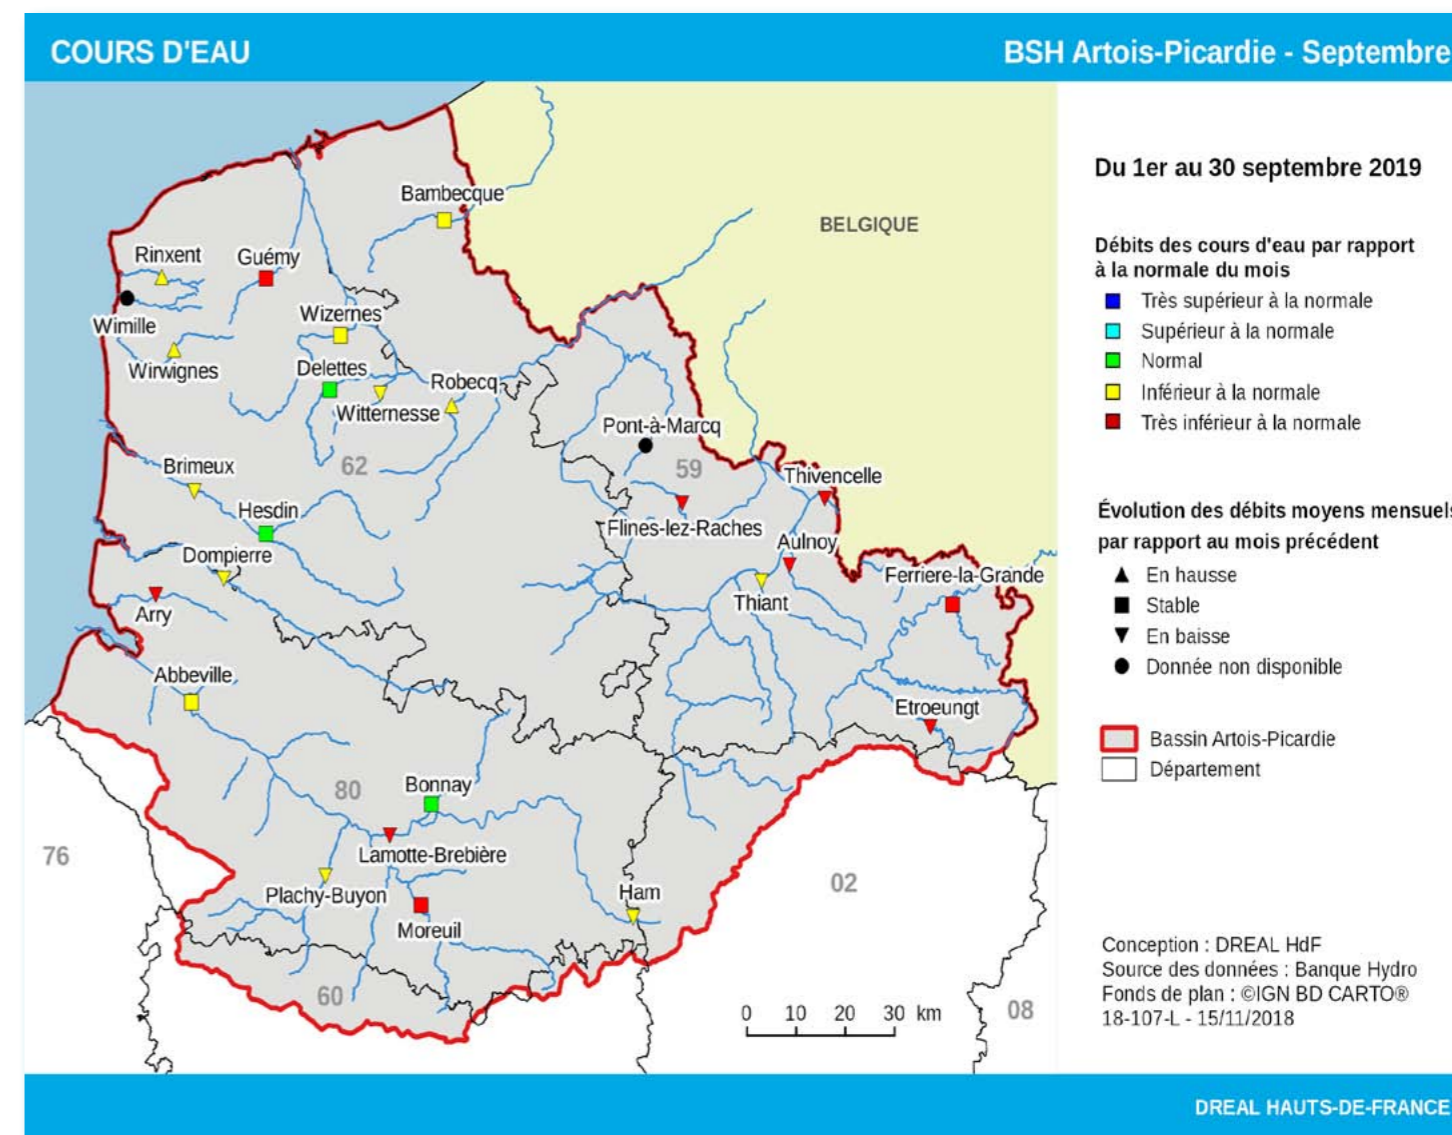 COURS D'EAU
BSH Artois-Picardie - Septembre
Du 1er au 30 septembre 2019
Débits des cours d'eau par rapport
à la normale du mois
Très supérieur à la normale
Supérieur à la normale
Normal
Inférieur à la normale
Très inférieur à la normale
Évolution des débits moyens mensuels
par rapport au mois précédent
En hausse
Stable
En baisse
Donnée non disponible
Bassin Artois-Picardie
Département
Conception : DREAL HdF
Source des données : Banque Hydro
Fonds de plan : ©IGN BD CARTO®
18-107-L - 15/11/2018
BELGIQUE
Bambecque
Rinxent
Guémy
Wimille
Wizernes
Wirwignes
Delettes
Robecq
Witternesse
Pont-à-Marcq
62
59
Brimeux
Thivencelle
Hesdin
Flines-lez-Raches
Aulnoy
Dompierre
Ferriere-la-Grande
Arry
Thiant
Abbeville
Etroeungt
80
Bonnay
76
Lamotte-Brebière
02
Plachy-Buyon
Ham
Moreuil
60
08
0 10 20 30 km
DREAL HAUTS-DE-FRANCE